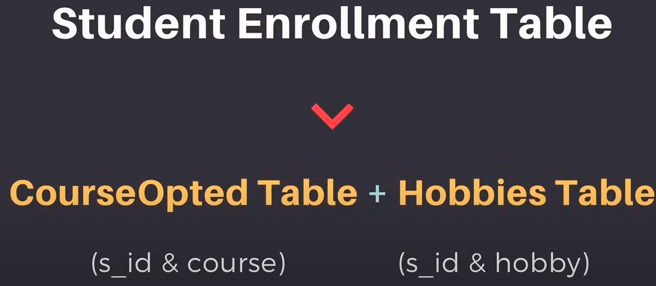 Student Enrollment Table
CourseOpted Table + Hobbies Table
(s_id & course) (s_id & hobby)